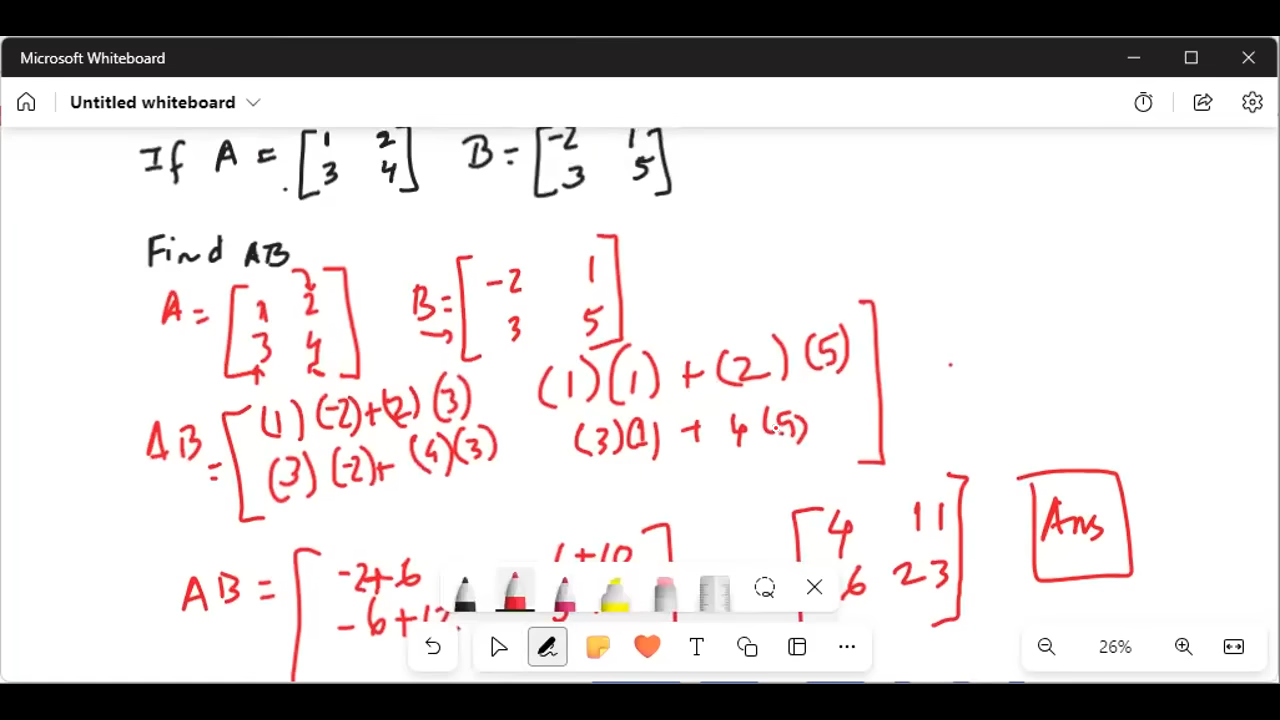 Microsoft Whiteboard
Untitled whiteboard
If A = [1 2 B = [-2 1
3 4] 3 5]
Find AB
A = [1 2 B = [-2 1
3 4] 3 5]
AB = [(1)(-2)+(2)(3) (1)(1) + (2)(5)
(3)(-2)+(4)(3) (3)(1) + 4(5)]
AB = [-2+6 1+10 [4 11
-6+12 6 23]
Ans
T
26%